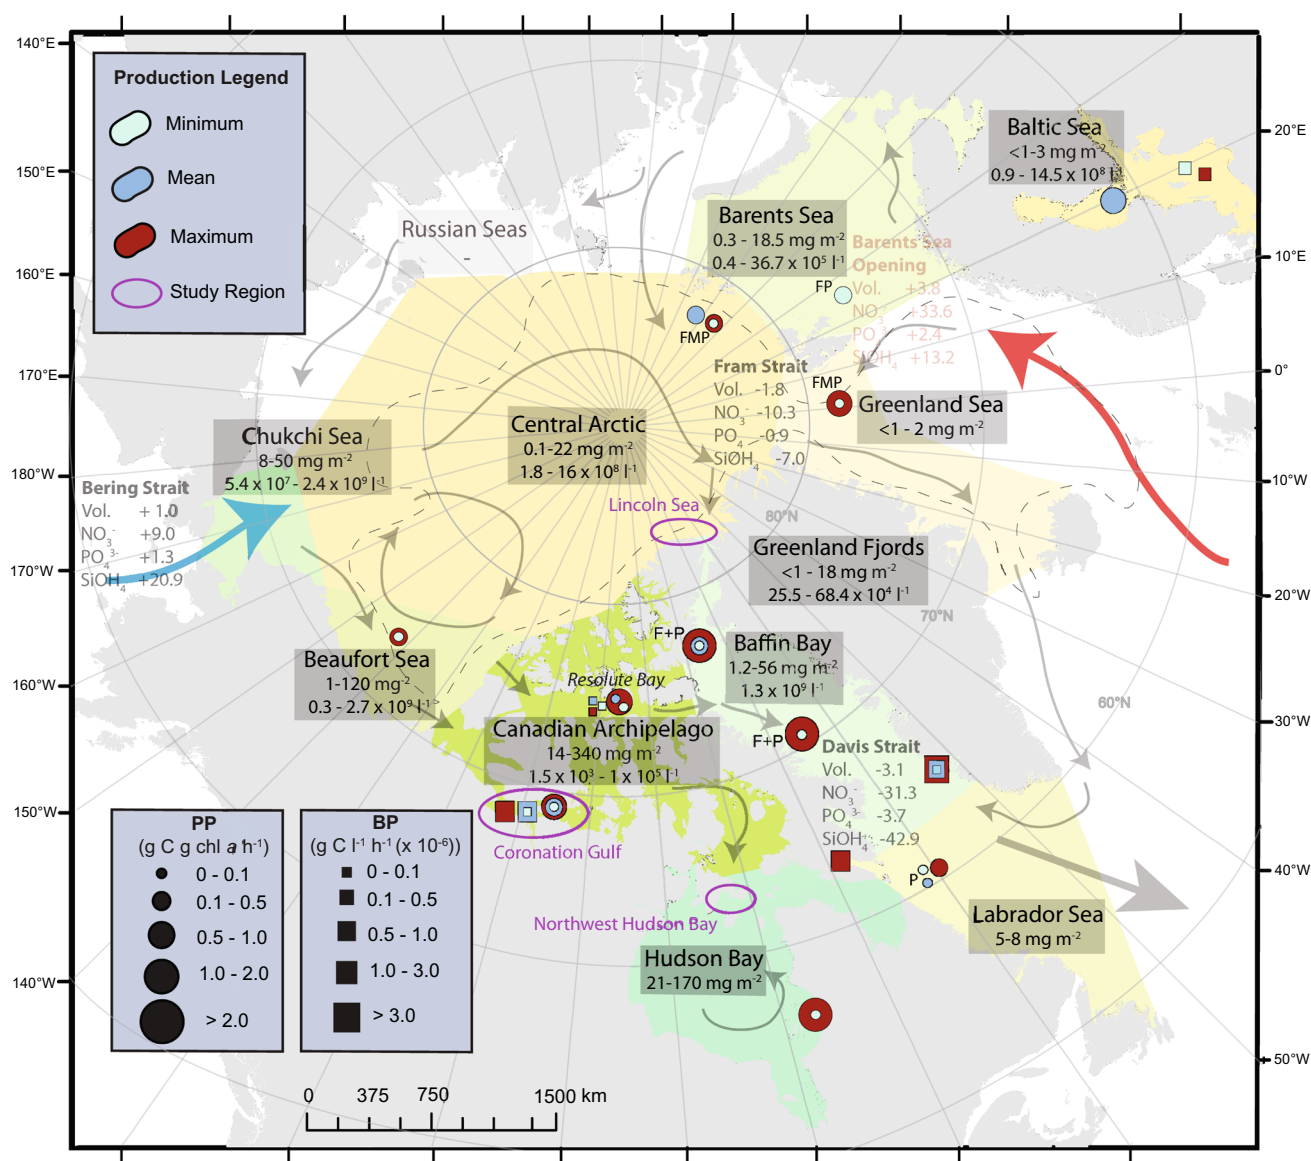 140°E
150°E
160°E
170°E
180°W
170°W
160°W
150°W
140°W
20°E
10°E
0°
10°W
20°W
30°W
40°W
50°W
Production Legend
Minimum
Mean
Maximum
Study Region
Russian Seas
-
Baltic Sea
<1-3 mg m⁻²
0.9 - 14.5 x 10⁸ l⁻¹
Barents Sea
0.3 - 18.5 mg m⁻²
0.4 - 36.7 x 10⁵ l⁻¹
FP
Barents Sea
Opening
Vol. +3.8
NO₃⁻ +33.6
PO₄³⁻ +2.4
SiOH₄ +13.2
FMP
Fram Strait
Vol. -1.8
NO₃⁻ -10.3
PO₄³⁻ -0.9
SiOH₄ -7.0
FMP
Greenland Sea
<1 - 2 mg m⁻²
Central Arctic
0.1-22 mg m⁻²
1.8 - 16 x 10⁸ l⁻¹
Chukchi Sea
8-50 mg m⁻²
5.4 x 10⁷ - 2.4 x 10⁹ l⁻¹
Bering Strait
Vol. + 1.0
NO₃⁻ +9.0
PO₄³⁻ +1.3
SiOH₄ +20.9
Lincoln Sea
80°N
70°N
60°N
Greenland Fjords
<1 - 18 mg m⁻²
25.5 - 68.4 x 10⁴ l⁻¹
F+P
Baffin Bay
1.2-56 mg m⁻²
1.3 x 10⁹ l⁻¹
Beaufort Sea
1-120 mg⁻²
0.3 - 2.7 x 10⁹ l⁻¹
Resolute Bay
Canadian Archipelago
14-340 mg m⁻²
1.5 x 10³ - 1 x 10⁵ l⁻¹
F+P
Davis Strait
Vol. -3.1
NO₃⁻ -31.3
PO₄³⁻ -3.7
SiOH₄ -42.9
Coronation Gulf
P
Labrador Sea
5-8 mg m⁻²
Northwest Hudson Bay
Hudson Bay
21-170 mg m⁻²
PP
(g C g chl a h⁻¹)
0 - 0.1
0.1 - 0.5
0.5 - 1.0
1.0 - 2.0
> 2.0
BP
(g C l⁻¹ h⁻¹ (x 10⁻⁶))
0 - 0.1
0.1 - 0.5
0.5 - 1.0
1.0 - 3.0
> 3.0
0 375 750 1500 km